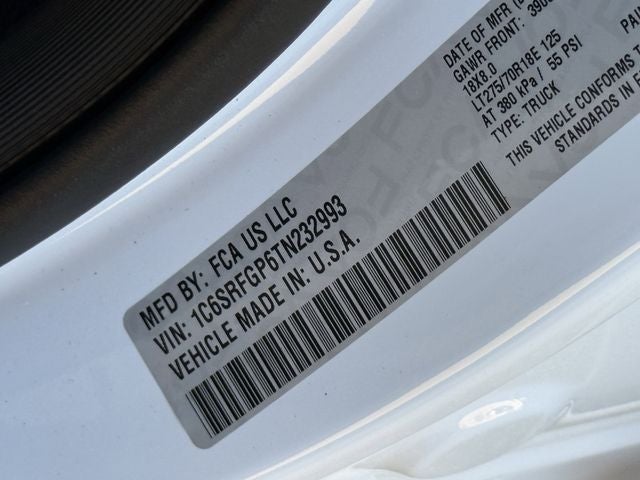 MFD BY: FCA US LLC
VIN: 1C6SRFGP6TN232993
VEHICLE MADE IN: U.S.A.
DATE OF MFR
GAWR FRONT: 390
18X8.0
LT275/70R18E 125
AT 380 kPa / 55 PSI
TYPE: TRUCK
THIS VEHICLE CONFORMS
STANDARDS IN